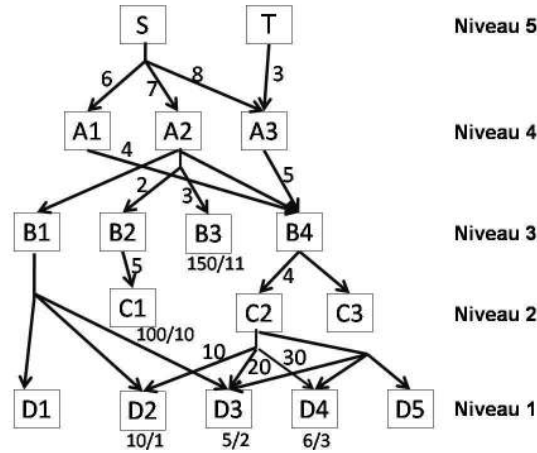 S T Niveau 5
6 7 8 3
A1 A2 A3 Niveau 4
4 2 3 5
B1 B2 B3 B4 Niveau 3
150/11
5 4
C1 C2 C3 Niveau 2
100/10
10 20 30
D1 D2 D3 D4 D5 Niveau 1
10/1 5/2 6/3